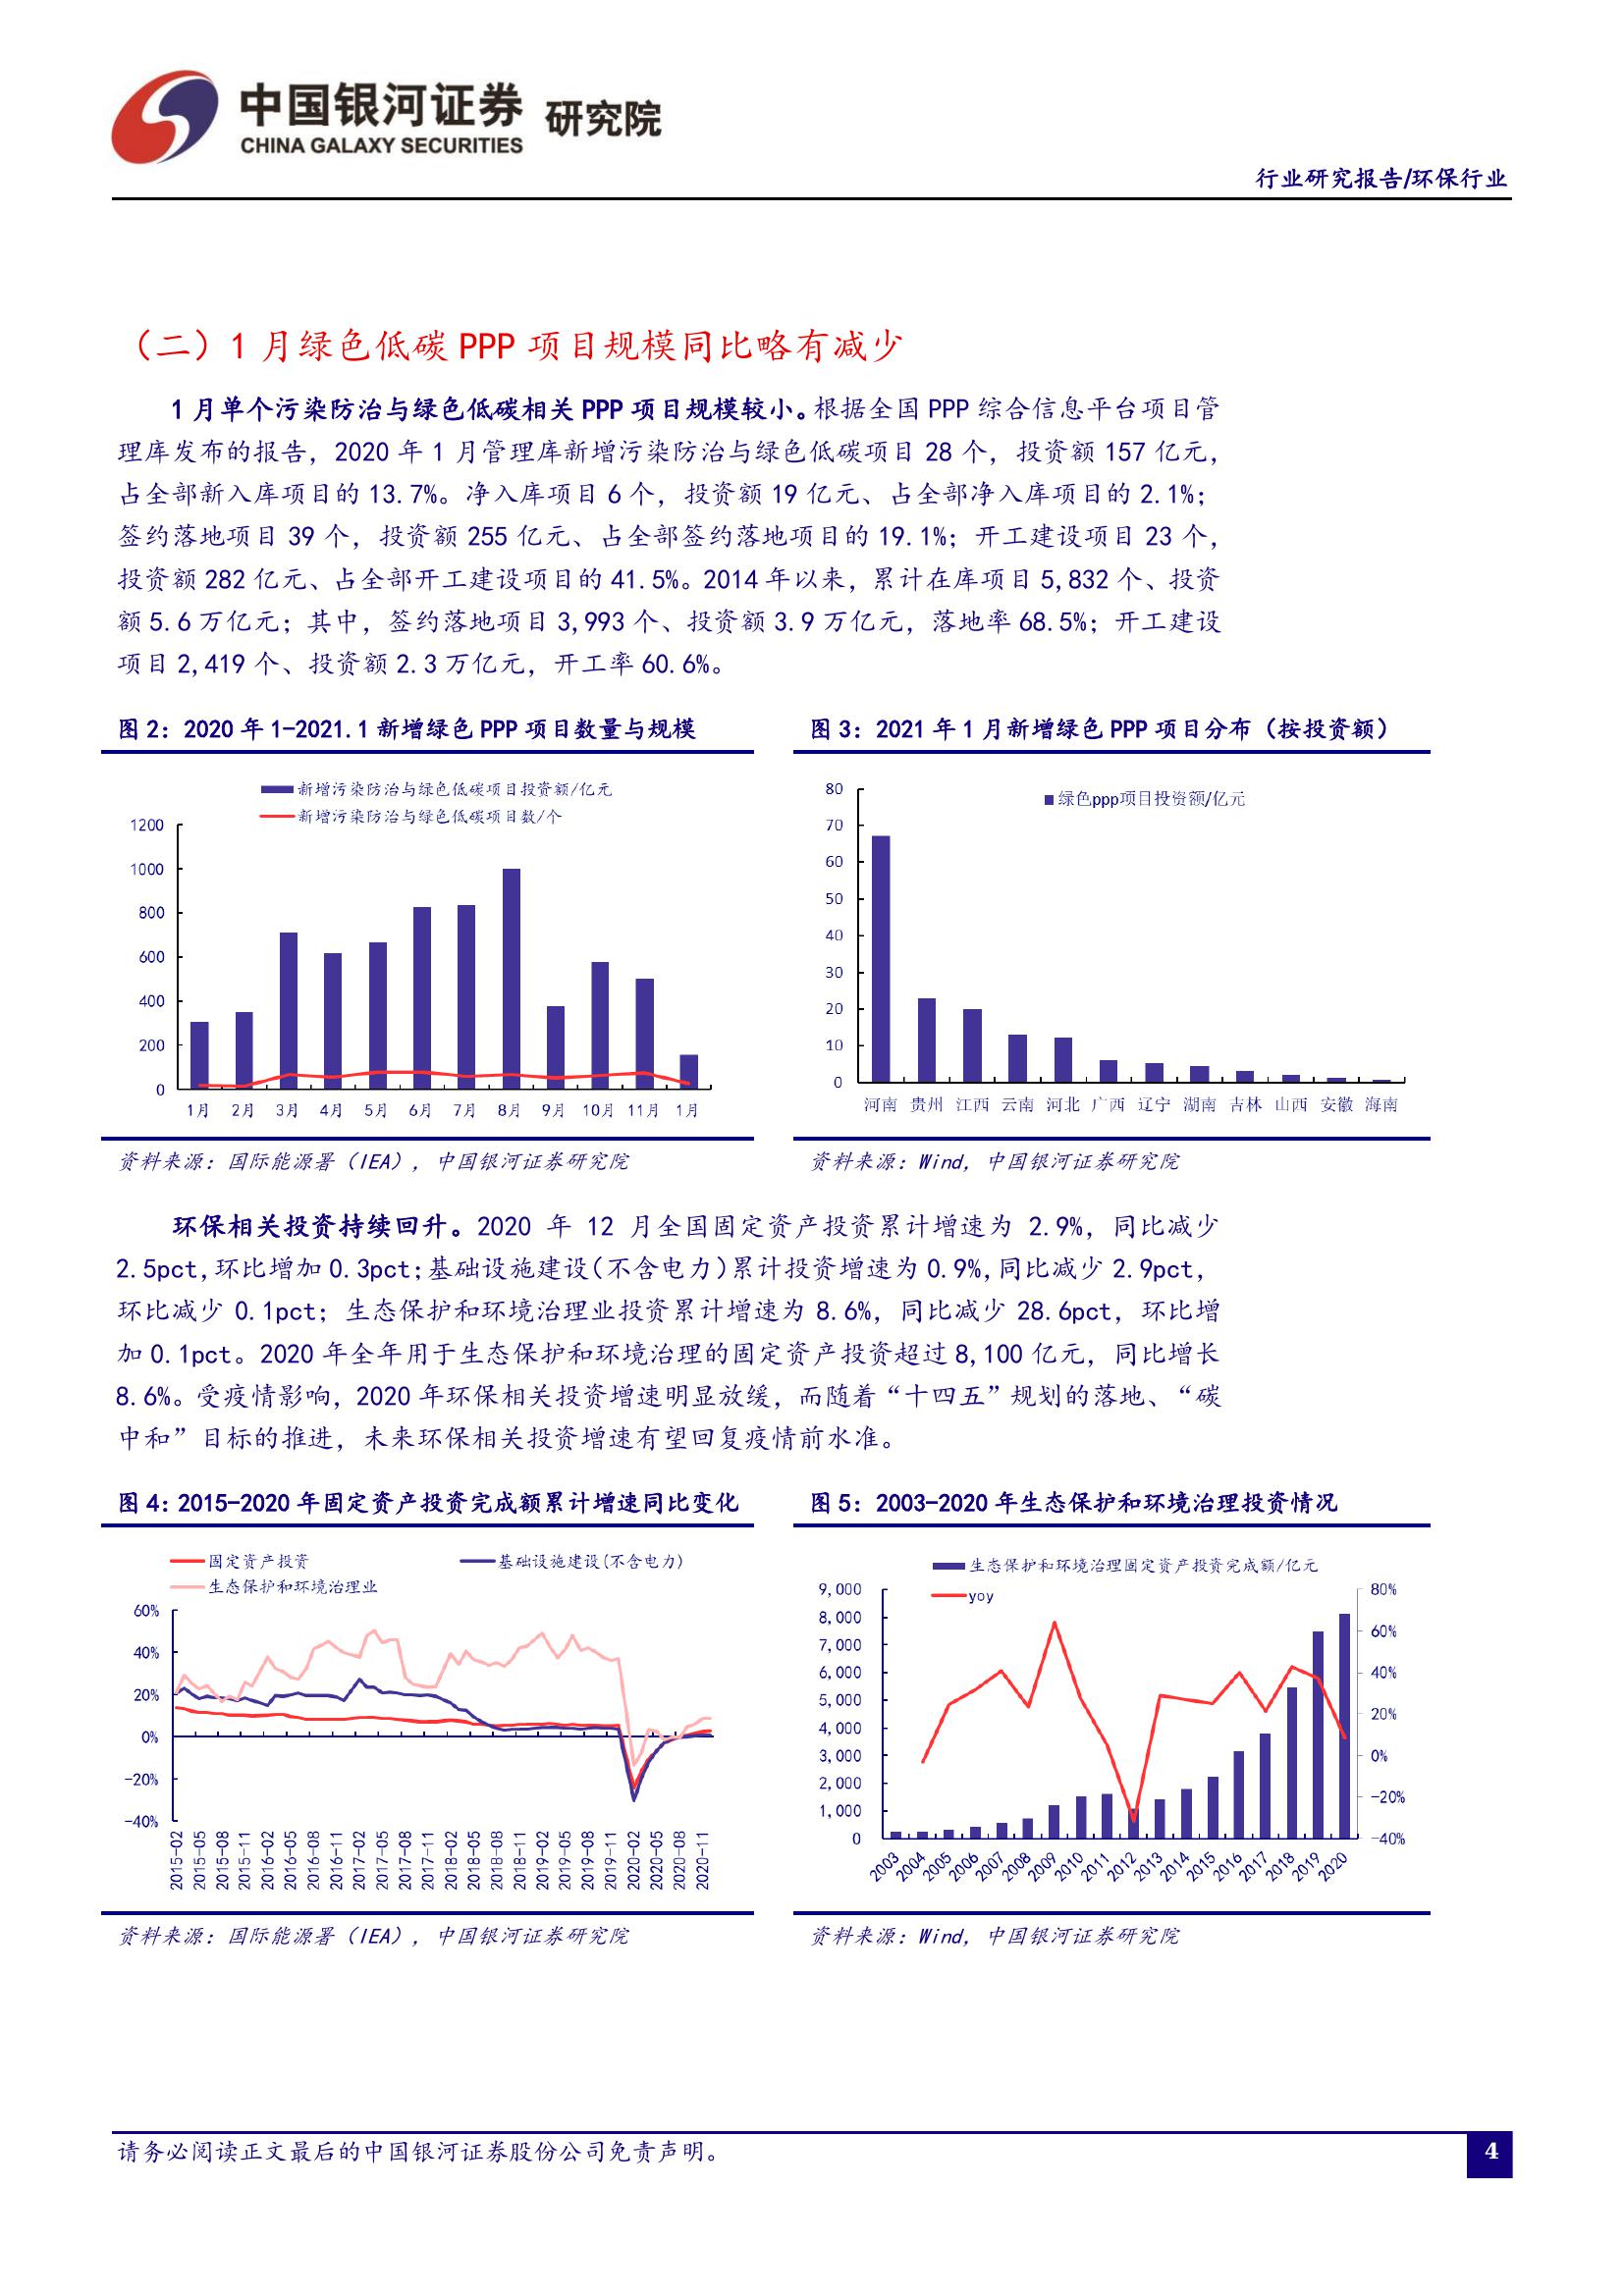 中国银河证券 研究院
CHINA GALAXY SECURITIES
行业研究报告/环保行业
（二）1 月绿色低碳 PPP 项目规模同比略有减少
1 月单个污染防治与绿色低碳相关 PPP 项目规模较小。根据全国 PPP 综合信息平台项目管
理库发布的报告，2020 年 1 月管理库新增污染防治与绿色低碳项目 28 个，投资额 157 亿元，
占全部新入库项目的 13.7%。净入库项目 6 个，投资额 19 亿元、占全部净入库项目的 2.1%；
签约落地项目 39 个，投资额 255 亿元、占全部签约落地项目的 19.1%；开工建设项目 23 个，
投资额 282 亿元、占全部开工建设项目的 41.5%。2014 年以来，累计在库项目 5,832 个、投资
额 5.6 万亿元；其中，签约落地项目 3,993 个、投资额 3.9 万亿元，落地率 68.5%；开工建设
项目 2,419 个、投资额 2.3 万亿元，开工率 60.6%。
图 2：2020 年 1-2021.1 新增绿色 PPP 项目数量与规模
新增污染防治与绿色低碳项目投资额/亿元
新增污染防治与绿色低碳项目数/个
1200
1000
800
600
400
200
0
1月 2月 3月 4月 5月 6月 7月 8月 9月 10月 11月 1月
资料来源：国际能源署（IEA），中国银河证券研究院
图 3：2021 年 1 月新增绿色 PPP 项目分布（按投资额）
绿色ppp项目投资额/亿元
80
70
60
50
40
30
20
10
0
河南 贵州 江西 云南 河北 广西 辽宁 湖南 吉林 山西 安徽 海南
资料来源：Wind，中国银河证券研究院
环保相关投资持续回升。2020 年 12 月全国固定资产投资累计增速为 2.9%，同比减少
2.5pct,环比增加 0.3pct;基础设施建设(不含电力)累计投资增速为 0.9%,同比减少 2.9pct,
环比减少 0.1pct；生态保护和环境治理业投资累计增速为 8.6%，同比减少 28.6pct，环比增
加 0.1pct。2020 年全年用于生态保护和环境治理的固定资产投资超过 8,100 亿元，同比增长
8.6%。受疫情影响，2020 年环保相关投资增速明显放缓，而随着“十四五”规划的落地、“碳
中和”目标的推进，未来环保相关投资增速有望回复疫情前水准。
图 4：2015-2020 年固定资产投资完成额累计增速同比变化
固定资产投资 基础设施建设(不含电力)
生态保护和环境治理业
60%
40%
20%
0%
-20%
-40%
2015-02 2015-05 2015-08 2015-11 2016-02 2016-05 2016-08 2016-11 2017-02 2017-05 2017-08 2017-11 2018-02 2018-05 2018-08 2018-11 2019-02 2019-05 2019-08 2019-11 2020-02 2020-05 2020-08 2020-11
资料来源：国际能源署（IEA），中国银河证券研究院
图 5：2003-2020 年生态保护和环境治理投资情况
生态保护和环境治理固定资产投资完成额/亿元
yoy
9,000 80%
8,000
7,000 60%
6,000 40%
5,000 20%
4,000
3,000 0%
2,000 -20%
1,000
0 -40%
2003 2004 2005 2006 2007 2008 2009 2010 2011 2012 2013 2014 2015 2016 2017 2018 2019 2020
资料来源：Wind，中国银河证券研究院
请务必阅读正文最后的中国银河证券股份公司免责声明。
4